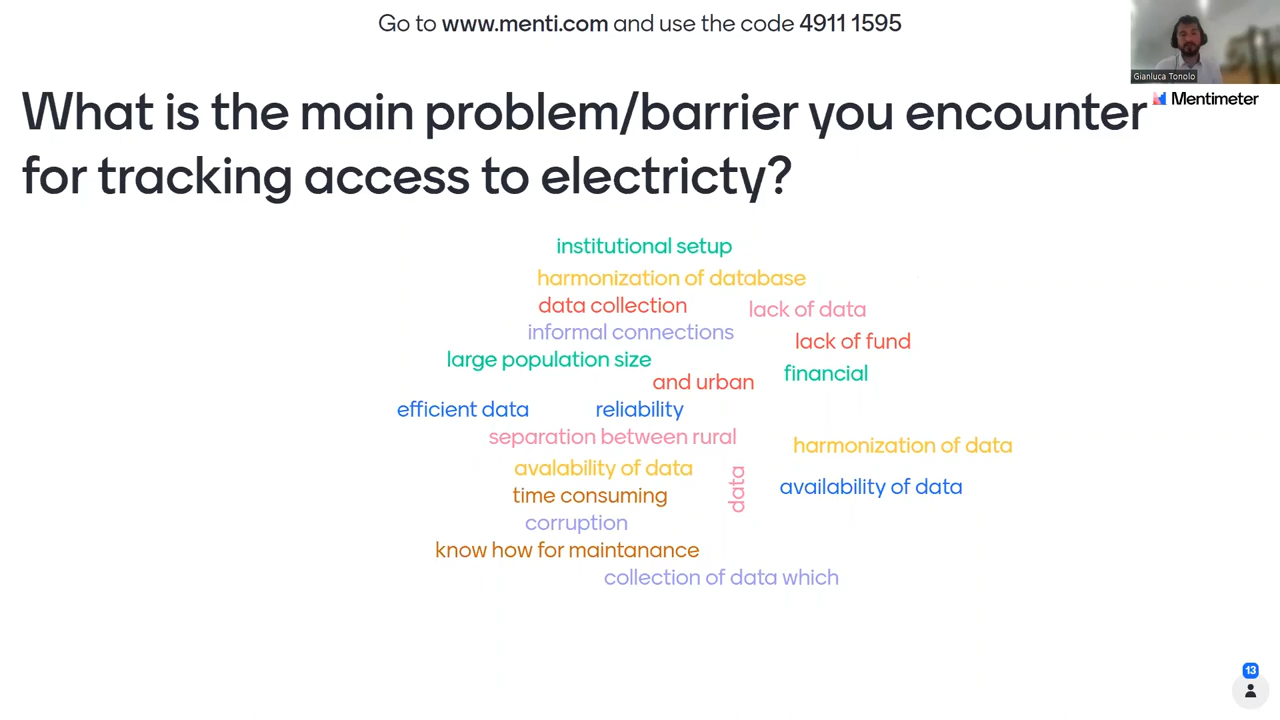 Go to www.menti.com and use the code 4911 1595
Gianluca Tonolo
Mentimeter
What is the main problem/barrier you encounter
for tracking access to electricty?
institutional setup
harmonization of database
data collection
lack of data
informal connections
lack of fund
large population size
financial
and urban
efficient data
reliability
separation between rural
harmonization of data
avalability of data
data
availability of data
time consuming
corruption
know how for maintanance
collection of data which
13